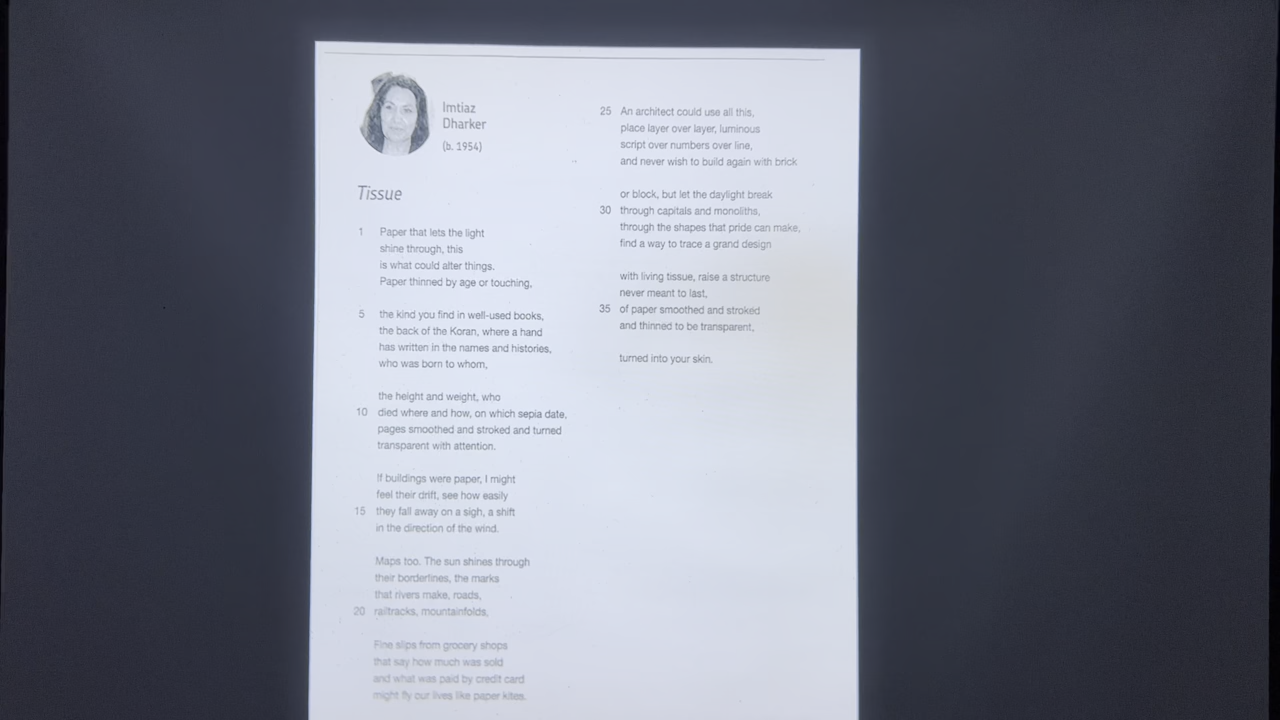 Imtiaz
Dharker
(b. 1954)
Tissue
1 Paper that lets the light
shine through, this
is what could alter things.
Paper thinned by age or touching,
5 the kind you find in well-used books,
the back of the Koran, where a hand
has written in the names and histories,
who was born to whom,
the height and weight, who
10 died where and how, on which sepia date,
pages smoothed and stroked and turned
transparent with attention.
If buildings were paper, I might
feel their drift, see how easily
15 they fall away on a sigh, a shift
in the direction of the wind.
Maps too. The sun shines through
their borderlines, the marks
that rivers make, roads,
20 railtracks, mountainfolds,
Fine slips from grocery shops
that say how much was sold
and what was paid by credit card
might fly our lives like paper kites.
25 An architect could use all this,
place layer over layer, luminous
script over numbers over line,
and never wish to build again with brick
or block, but let the daylight break
30 through capitals and monoliths,
through the shapes that pride can make,
find a way to trace a grand design
with living tissue, raise a structure
never meant to last,
35 of paper smoothed and stroked
and thinned to be transparent,
turned into your skin.